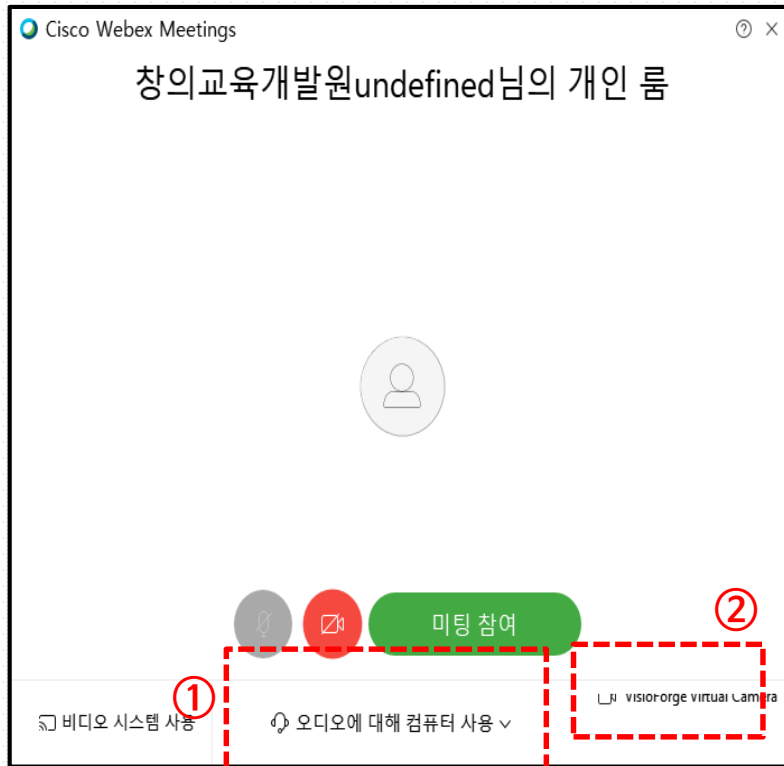 Cisco Webex Meetings
창의교육개발원undefined님의 개인 룸
미팅 참여
②
①
비디오 시스템 사용
오디오에 대해 컴퓨터 사용
VisioForge Virtual Camera